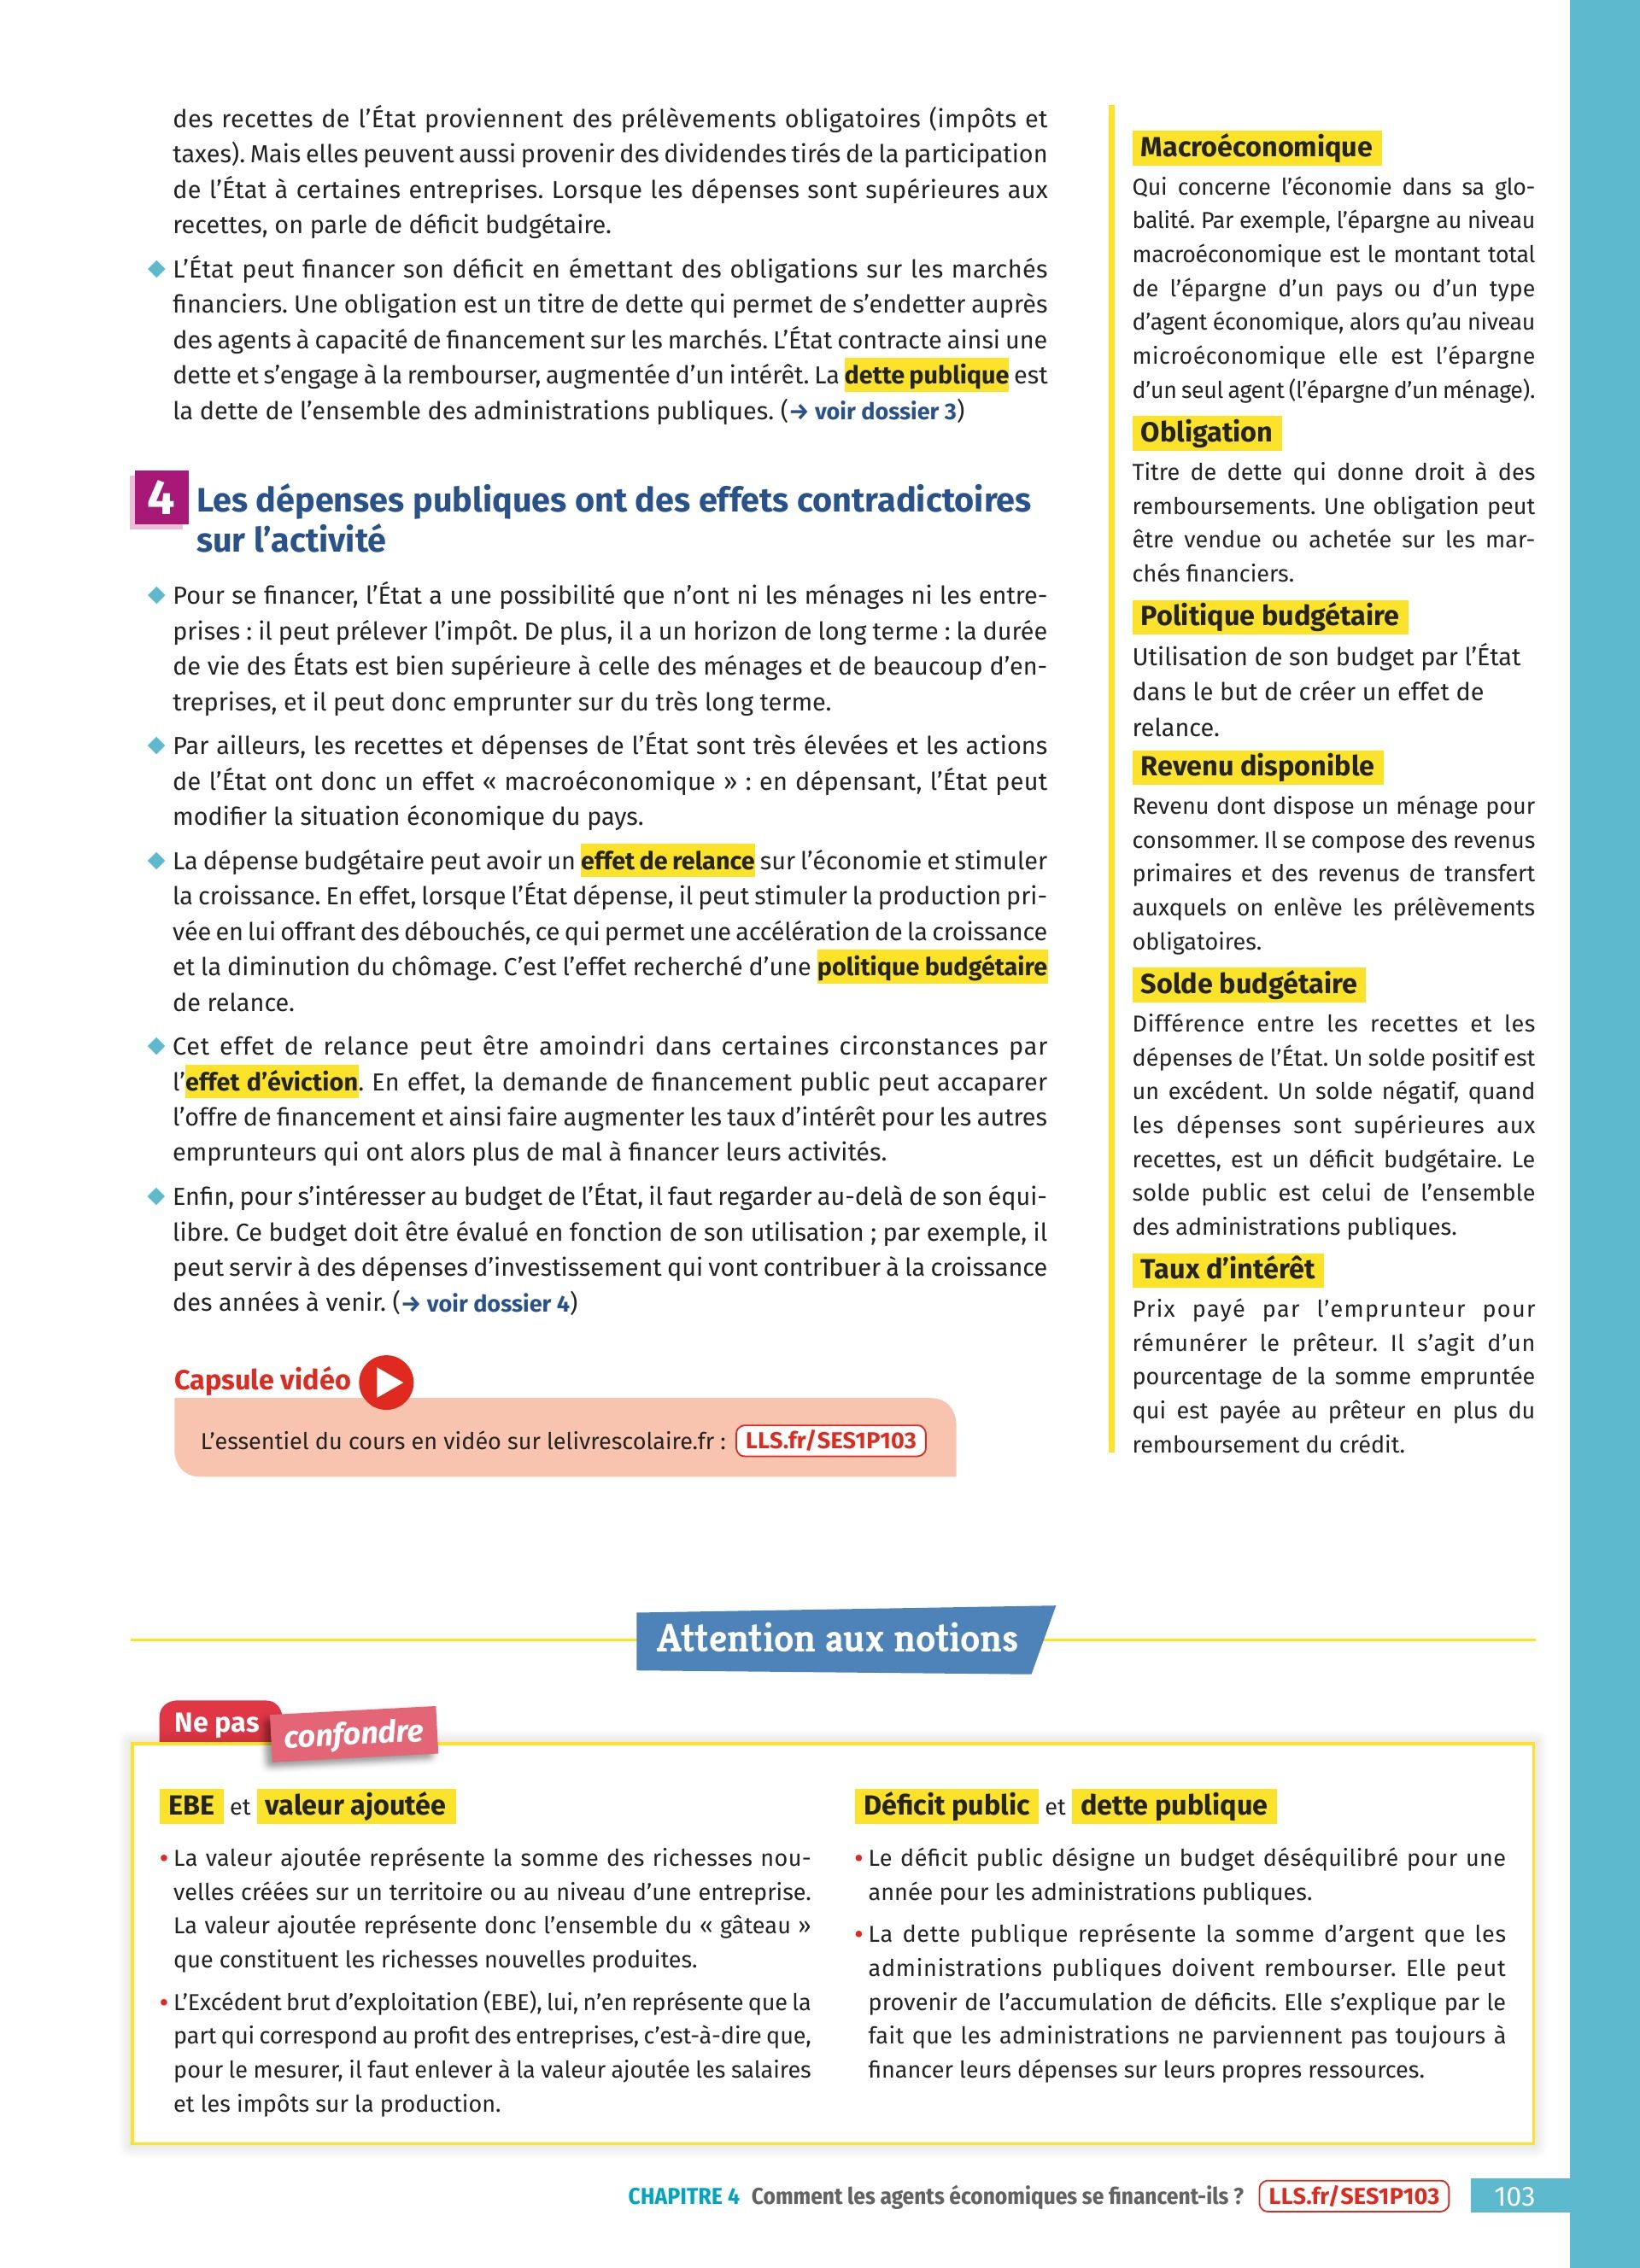 des recettes de l’État proviennent des prélèvements obligatoires (impôts et
taxes). Mais elles peuvent aussi provenir des dividendes tirés de la participation
de l’État à certaines entreprises. Lorsque les dépenses sont supérieures aux
recettes, on parle de déficit budgétaire.
◆ L’État peut financer son déficit en émettant des obligations sur les marchés
financiers. Une obligation est un titre de dette qui permet de s’endetter auprès
des agents à capacité de financement sur les marchés. L’État contracte ainsi une
dette et s’engage à la rembourser, augmentée d’un intérêt. La dette publique est
la dette de l’ensemble des administrations publiques. (→ voir dossier 3)
4 Les dépenses publiques ont des effets contradictoires
sur l’activité
◆ Pour se financer, l’État a une possibilité que n’ont ni les ménages ni les entre-
prises : il peut prélever l’impôt. De plus, il a un horizon de long terme : la durée
de vie des États est bien supérieure à celle des ménages et de beaucoup d’en-
treprises, et il peut donc emprunter sur du très long terme.
◆ Par ailleurs, les recettes et dépenses de l’État sont très élevées et les actions
de l’État ont donc un effet « macroéconomique » : en dépensant, l’État peut
modifier la situation économique du pays.
◆ La dépense budgétaire peut avoir un effet de relance sur l’économie et stimuler
la croissance. En effet, lorsque l’État dépense, il peut stimuler la production pri-
vée en lui offrant des débouchés, ce qui permet une accélération de la croissance
et la diminution du chômage. C’est l’effet recherché d’une politique budgétaire
de relance.
◆ Cet effet de relance peut être amoindri dans certaines circonstances par
l’effet d’éviction. En effet, la demande de financement public peut accaparer
l’offre de financement et ainsi faire augmenter les taux d’intérêt pour les autres
emprunteurs qui ont alors plus de mal à financer leurs activités.
◆ Enfin, pour s’intéresser au budget de l’État, il faut regarder au-delà de son équi-
libre. Ce budget doit être évalué en fonction de son utilisation ; par exemple, il
peut servir à des dépenses d’investissement qui vont contribuer à la croissance
des années à venir. (→ voir dossier 4)
Capsule vidéo
L’essentiel du cours en vidéo sur lelivrescolaire.fr : LLS.fr/SES1P103
Macroéconomique
Qui concerne l’économie dans sa glo-
balité. Par exemple, l’épargne au niveau
macroéconomique est le montant total
de l’épargne d’un pays ou d’un type
d’agent économique, alors qu’au niveau
microéconomique elle est l’épargne
d’un seul agent (l’épargne d’un ménage).
Obligation
Titre de dette qui donne droit à des
remboursements. Une obligation peut
être vendue ou achetée sur les mar-
chés financiers.
Politique budgétaire
Utilisation de son budget par l’État
dans le but de créer un effet de
relance.
Revenu disponible
Revenu dont dispose un ménage pour
consommer. Il se compose des revenus
primaires et des revenus de transfert
auxquels on enlève les prélèvements
obligatoires.
Solde budgétaire
Différence entre les recettes et les
dépenses de l’État. Un solde positif est
un excédent. Un solde négatif, quand
les dépenses sont supérieures aux
recettes, est un déficit budgétaire. Le
solde public est celui de l’ensemble
des administrations publiques.
Taux d’intérêt
Prix payé par l’emprunteur pour
rémunérer le prêteur. Il s’agit d’un
pourcentage de la somme empruntée
qui est payée au prêteur en plus du
remboursement du crédit.
Attention aux notions
Ne pas confondre
EBE et valeur ajoutée
• La valeur ajoutée représente la somme des richesses nou-
velles créées sur un territoire ou au niveau d’une entreprise.
La valeur ajoutée représente donc l’ensemble du « gâteau »
que constituent les richesses nouvelles produites.
• L’Excédent brut d’exploitation (EBE), lui, n’en représente que la
part qui correspond au profit des entreprises, c’est-à-dire que,
pour le mesurer, il faut enlever à la valeur ajoutée les salaires
et les impôts sur la production.
Déficit public et dette publique
• Le déficit public désigne un budget déséquilibré pour une
année pour les administrations publiques.
• La dette publique représente la somme d’argent que les
administrations publiques doivent rembourser. Elle peut
provenir de l’accumulation de déficits. Elle s’explique par le
fait que les administrations ne parviennent pas toujours à
financer leurs dépenses sur leurs propres ressources.
CHAPITRE 4 Comment les agents économiques se financent-ils ? LLS.fr/SES1P103 103